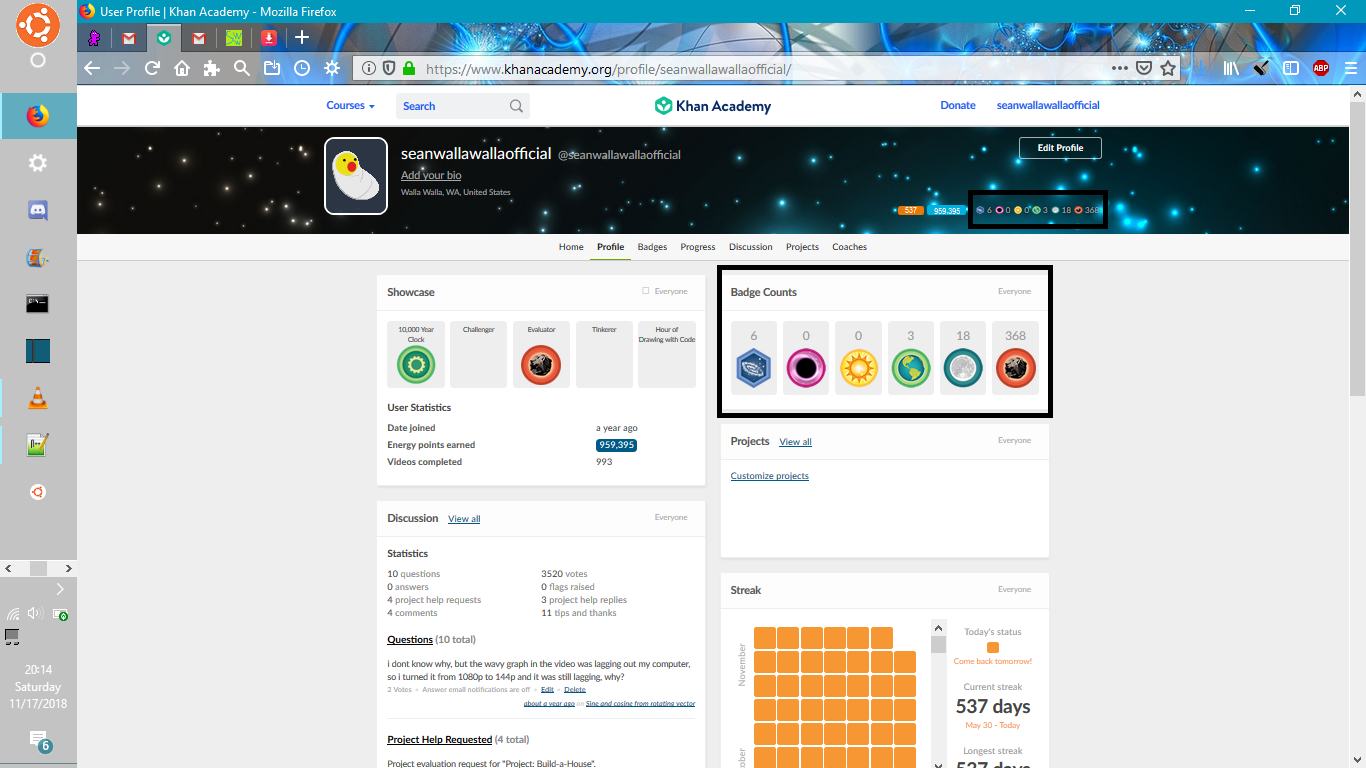 User Profile | Khan Academy - Mozilla Firefox
https://www.khanacademy.org/profile/seanwallawallaofficial/
ABP
Courses
Search
Khan Academy
Donate
seanwallawallaofficial
seanwallawallaofficial @seanwallawallaofficial
Add your bio
Walla Walla, WA, United States
Edit Profile
537 959,395 6 0 0 3 18 368
Home Profile Badges Progress Discussion Projects Coaches
Showcase
Everyone
10,000 Year
Clock
Challenger
Evaluator
Tinkerer
Hour of
Drawing with Code
User Statistics
Date joined a year ago
Energy points earned 959,395
Videos completed 993
Badge Counts
Everyone
6 0 0 3 18 368
Projects View all
Everyone
Customize projects
Discussion View all
Everyone
Statistics
10 questions 3520 votes
0 answers 0 flags raised
4 project help requests 3 project help replies
4 comments 11 tips and thanks
Questions (10 total)
i dont know why, but the wavy graph in the video was lagging out my computer,
so i turned it from 1080p to 144p and it was still lagging, why?
2 Votes • Answer email notifications are off • Edit • Delete
about a year ago on Sine and cosine from rotating vector
Project Help Requested (4 total)
Project evaluation request for "Project: Build-a-House".
Streak
Everyone
November
Today's status
Come back tomorrow!
Current streak
537 days
May 30 - Today
Longest streak
537 days
20:14
Saturday
11/17/2018
6